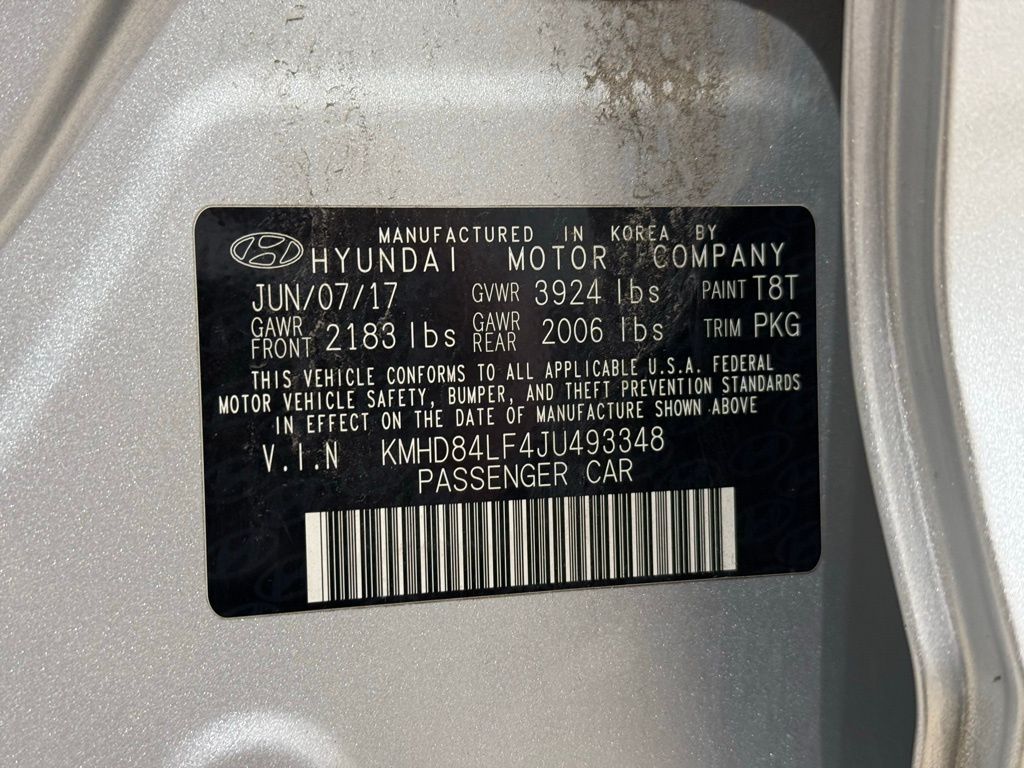 MANUFACTURED IN KOREA BY
HYUNDAI MOTOR COMPANY
JUN/07/17 GVWR 3924 lbs PAINT T8T
GAWR FRONT 2183 lbs GAWR REAR 2006 lbs TRIM PKG
THIS VEHICLE CONFORMS TO ALL APPLICABLE U.S.A. FEDERAL
MOTOR VEHICLE SAFETY, BUMPER, AND THEFT PREVENTION STANDARDS
IN EFFECT ON THE DATE OF MANUFACTURE SHOWN ABOVE
V.I.N KMHD84LF4JU493348
PASSENGER CAR